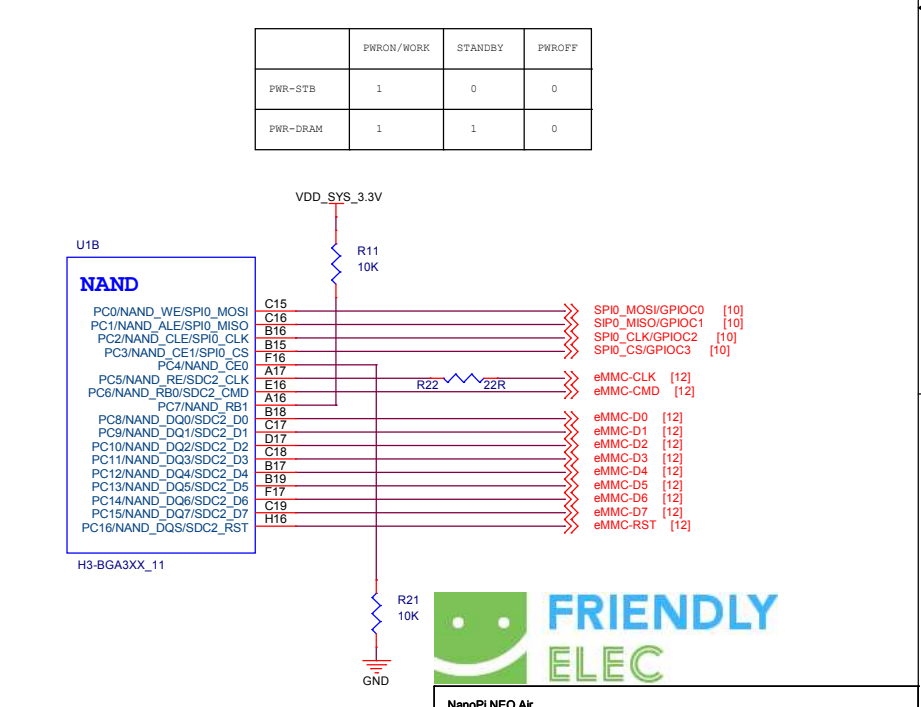 PWRON/WORK STANDBY PWROFF
PWR-STB 1 0 0
PWR-DRAM 1 1 0
VDD_SYS_3.3V
R11
10K
U1B
NAND
PC0/NAND_WE/SPI0_MOSI C15 SPI0_MOSI/GPIOC0 [10]
PC1/NAND_ALE/SPI0_MISO C16 SIP0_MISO/GPIOC1 [10]
PC2/NAND_CLE/SPI0_CLK B16 SPI0_CLK/GPIOC2 [10]
PC3/NAND_CE1/SPI0_CS B15 SPI0_CS/GPIOC3 [10]
PC4/NAND_CE0 F16
PC5/NAND_RE/SDC2_CLK A17 R22 22R eMMC-CLK [12]
PC6/NAND_RB0/SDC2_CMD E16 eMMC-CMD [12]
PC7/NAND_RB1 A16
PC8/NAND_DQ0/SDC2_D0 B18 eMMC-D0 [12]
PC9/NAND_DQ1/SDC2_D1 C17 eMMC-D1 [12]
PC10/NAND_DQ2/SDC2_D2 D17 eMMC-D2 [12]
PC11/NAND_DQ3/SDC2_D3 C18 eMMC-D3 [12]
PC12/NAND_DQ4/SDC2_D4 B17 eMMC-D4 [12]
PC13/NAND_DQ5/SDC2_D5 B19 eMMC-D5 [12]
PC14/NAND_DQ6/SDC2_D6 F17 eMMC-D6 [12]
PC15/NAND_DQ7/SDC2_D7 C19 eMMC-D7 [12]
PC16/NAND_DQS/SDC2_RST H16 eMMC-RST [12]
H3-BGA3XX_11
R21
10K
GND
FRIENDLY
ELEC
NanoPi NEO Air